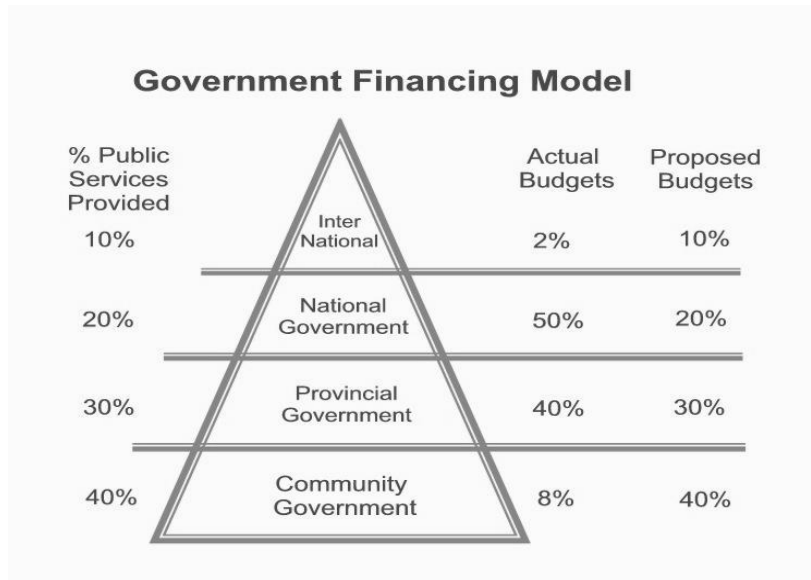 Government Financing Model
% Public
Services
Provided
Actual
Budgets
Proposed
Budgets
10%
Inter
National
2%
10%
20%
National
Government
50%
20%
30%
Provincial
Government
40%
30%
40%
Community
Government
8%
40%